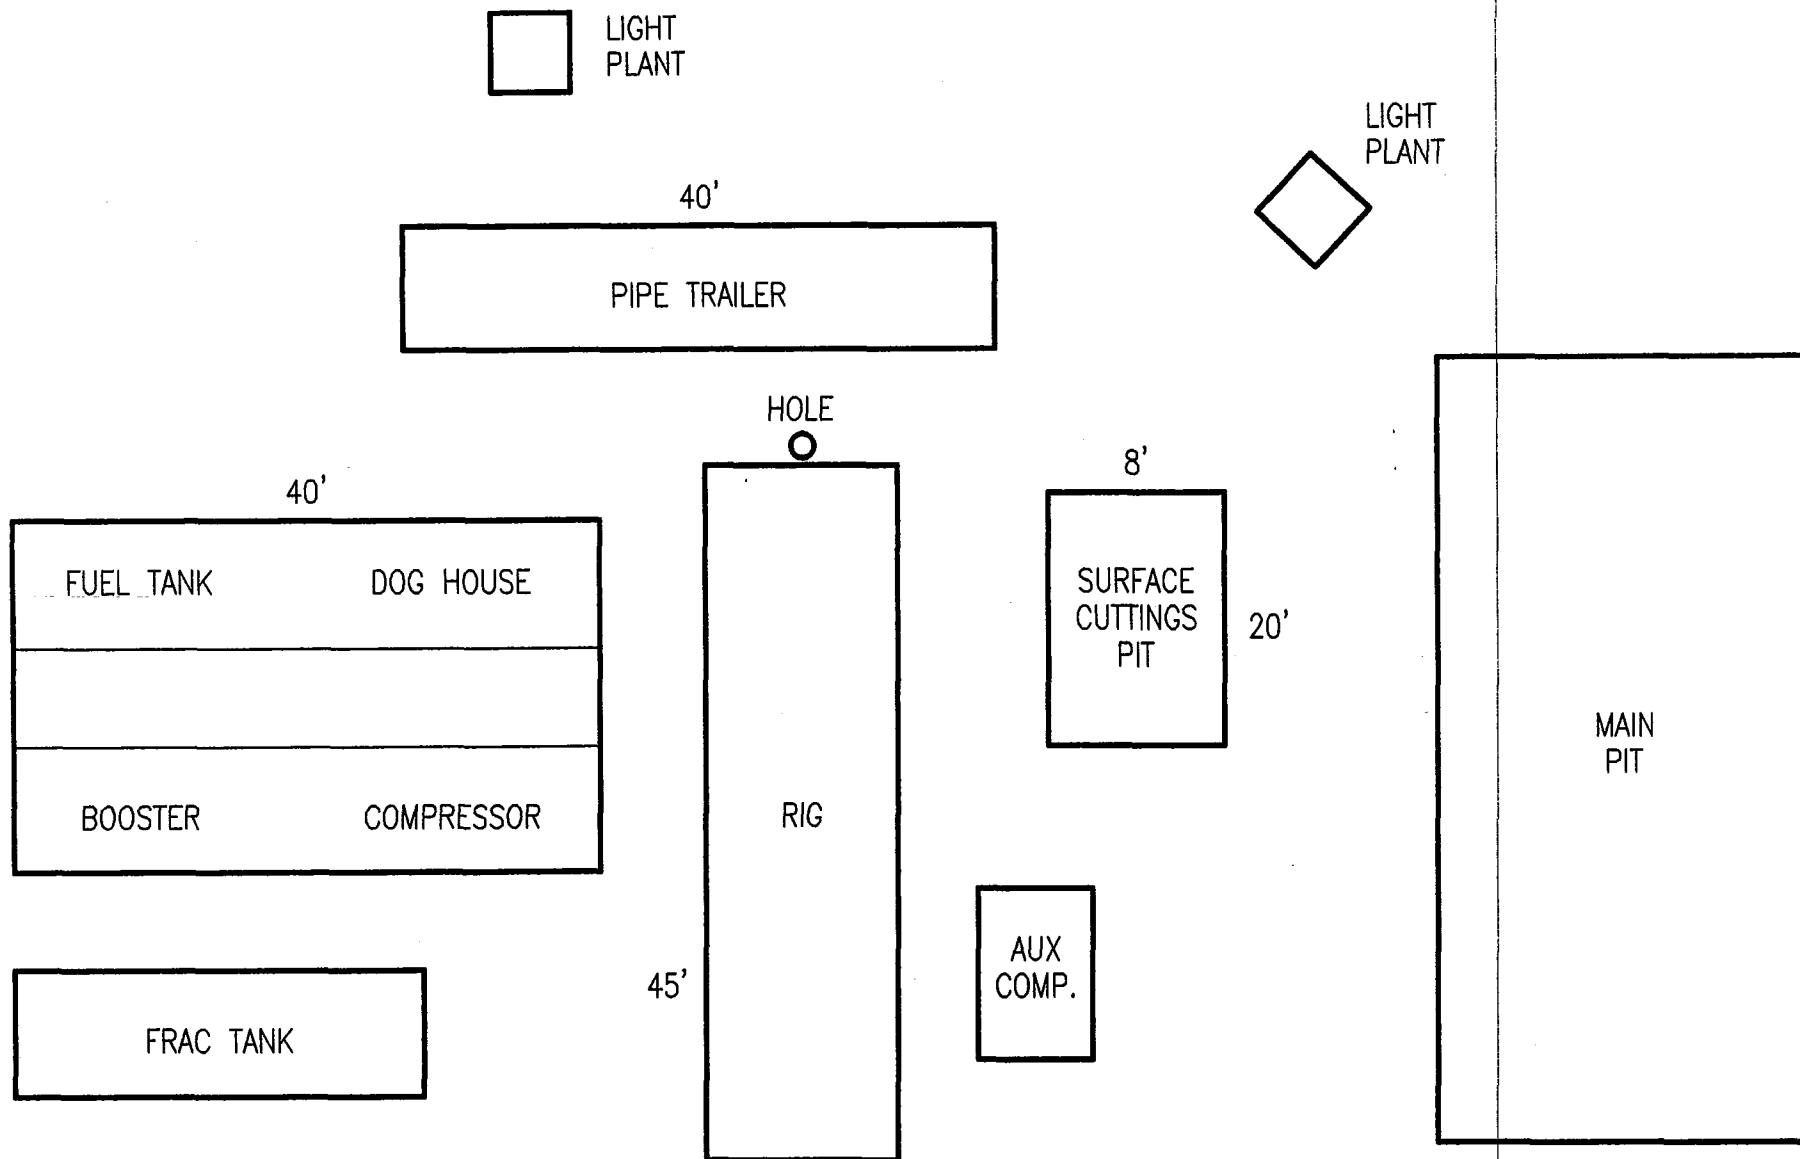 LIGHT
PLANT
LIGHT
PLANT
40'
PIPE TRAILER
HOLE
40'
8'
FUEL TANK
DOG HOUSE
SURFACE
CUTTINGS
PIT
20'
MAIN
PIT
BOOSTER
COMPRESSOR
RIG
AUX
COMP.
45'
FRAC TANK